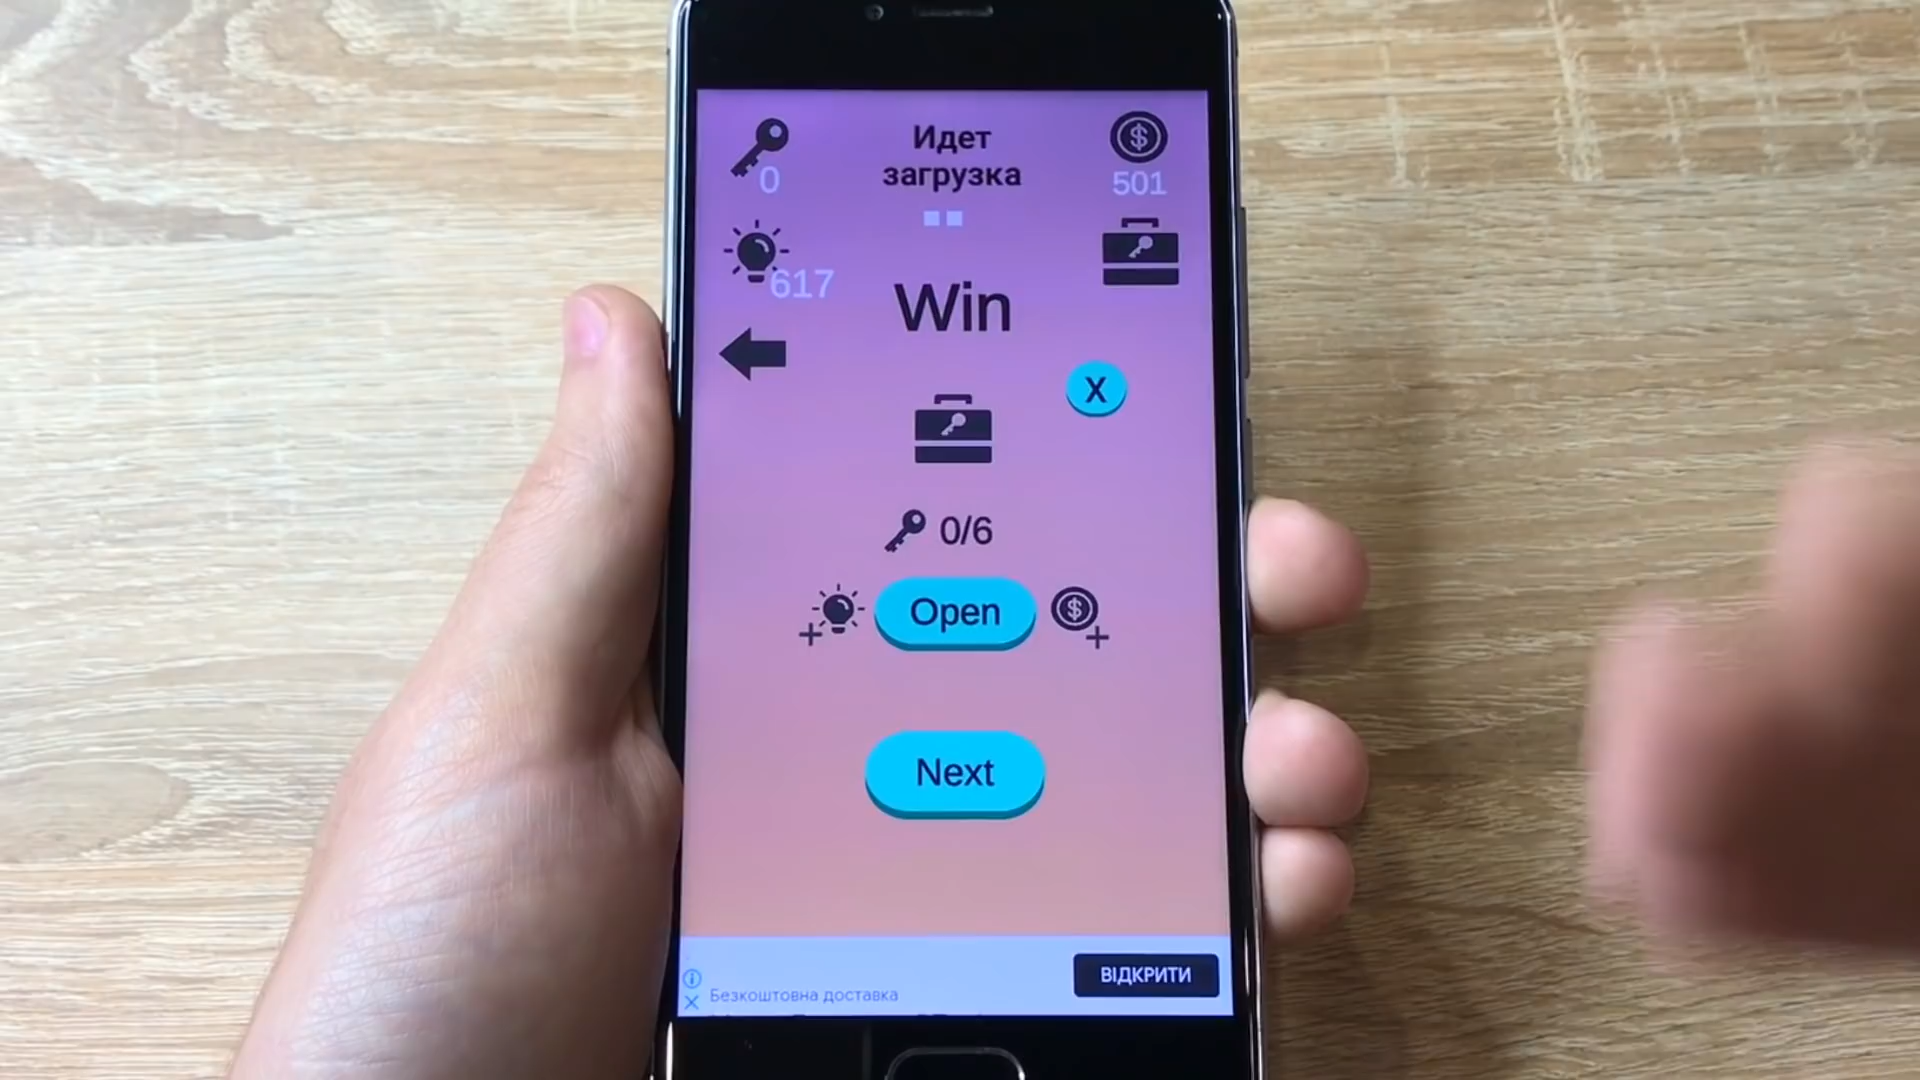 Идет
загрузка
0
501
617
Win
X
0/6
Open
Next
ВІДКРИТИ
Безкоштовна доставка